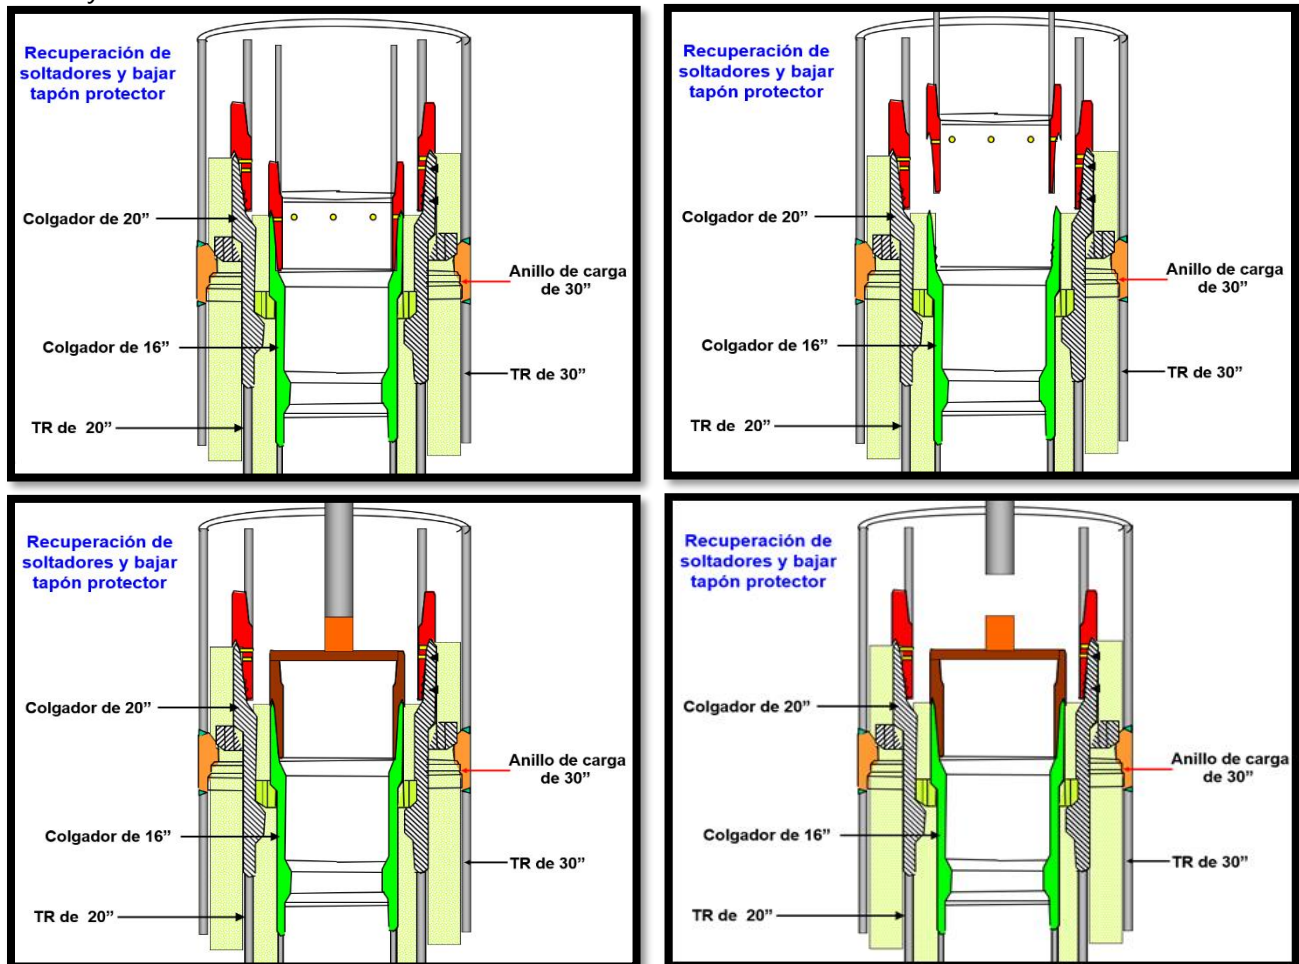 Recuperación de
soltadores y bajar
tapón protector
Colgador de 20”
Anillo de carga
de 30”
Colgador de 16”
TR de 30”
TR de  20”
Recuperación de
soltadores y bajar
tapón protector
Colgador de 20”
Anillo de carga
de 30”
Colgador de 16”
TR de 30”
TR de  20”
Recuperación de
soltadores y bajar
tapón protector
Colgador de 20”
Anillo de carga
de 30”
Colgador de 16”
TR de 30”
TR de  20”
Recuperación de
soltadores y bajar
tapón protector
Colgador de 20”
Anillo de carga
de 30”
Colgador de 16”
TR de 30”
TR de  20”